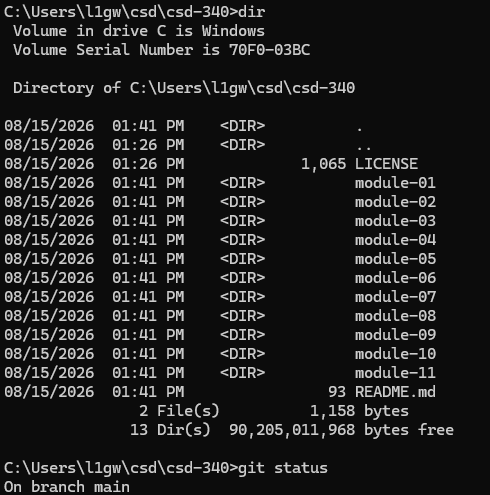 C:\Users\l1gw\csd\csd-340>dir
 Volume in drive C is Windows
 Volume Serial Number is 70F0-03BC

 Directory of C:\Users\l1gw\csd\csd-340

08/15/2026  01:41 PM    <DIR>          .
08/15/2026  01:26 PM    <DIR>          ..
08/15/2026  01:26 PM             1,065 LICENSE
08/15/2026  01:41 PM    <DIR>          module-01
08/15/2026  01:41 PM    <DIR>          module-02
08/15/2026  01:41 PM    <DIR>          module-03
08/15/2026  01:41 PM    <DIR>          module-04
08/15/2026  01:41 PM    <DIR>          module-05
08/15/2026  01:41 PM    <DIR>          module-06
08/15/2026  01:41 PM    <DIR>          module-07
08/15/2026  01:41 PM    <DIR>          module-08
08/15/2026  01:41 PM    <DIR>          module-09
08/15/2026  01:41 PM    <DIR>          module-10
08/15/2026  01:41 PM    <DIR>          module-11
08/15/2026  01:41 PM                93 README.md
               2 File(s)          1,158 bytes
              13 Dir(s)  90,205,011,968 bytes free

C:\Users\l1gw\csd\csd-340>git status
On branch main